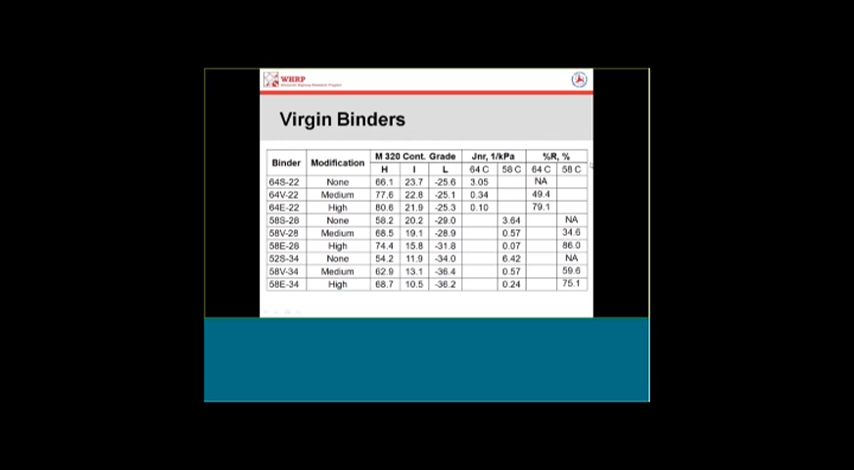 WHRP
Wisconsin Highway Research Program
Virgin Binders
Binder Modification M 320 Cont. Grade Jnr, 1/kPa %R, %
H I L 64 C 58 C 64 C 58 C
64S-22 None 66.1 23.7 -25.6 3.05 NA
64V-22 Medium 77.6 22.8 -25.1 0.34 49.4
64E-22 High 80.6 21.9 -25.3 0.10 79.1
58S-28 None 58.2 20.2 -29.0 3.64 NA
58V-28 Medium 68.5 19.1 -28.9 0.57 34.6
58E-28 High 74.4 15.8 -31.8 0.07 86.0
52S-34 None 54.2 11.9 -34.0 6.42 NA
58V-34 Medium 62.9 13.1 -36.4 0.57 59.6
58E-34 High 68.7 10.5 -36.2 0.24 75.1